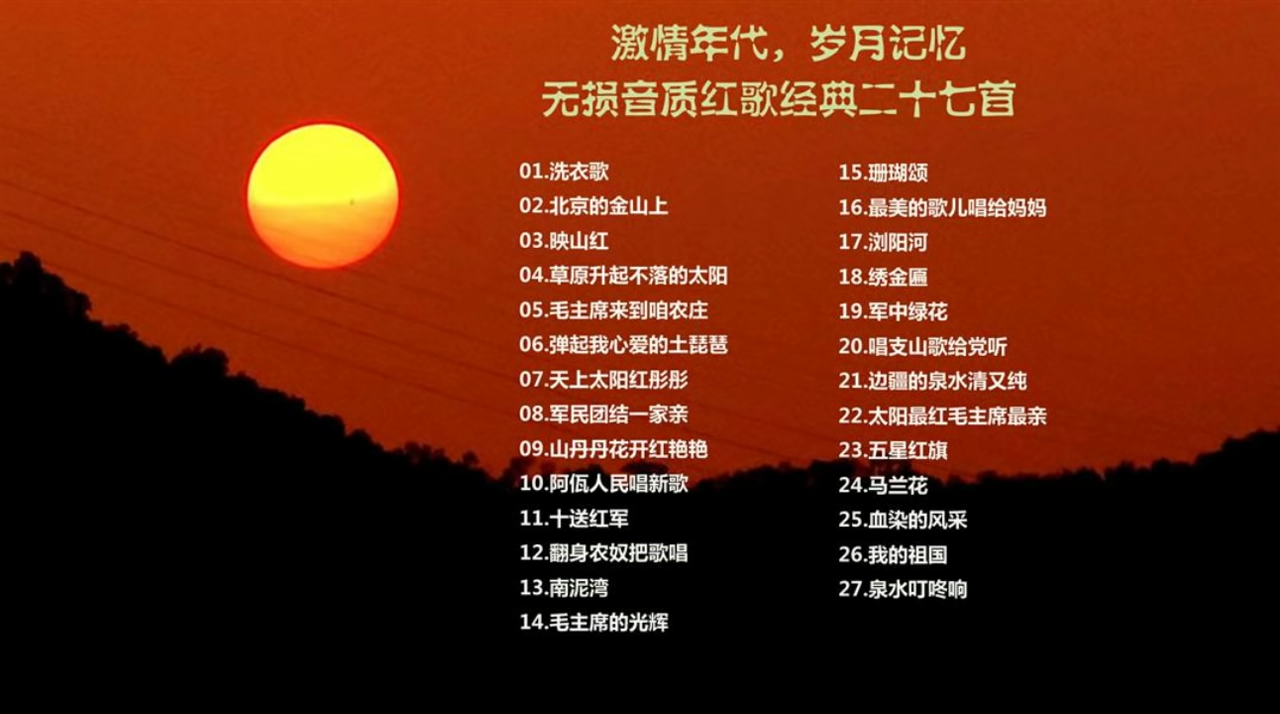 激情年代，岁月记忆
无损音质红歌经典二十七首
01.洗衣歌
02.北京的金山上
03.映山红
04.草原升起不落的太阳
05.毛主席来到咱农庄
06.弹起我心爱的土琵琶
07.天上太阳红彤彤
08.军民团结一家亲
09.山丹丹花开红艳艳
10.阿佤人民唱新歌
11.十送红军
12.翻身农奴把歌唱
13.南泥湾
14.毛主席的光辉
15.珊瑚颂
16.最美的歌儿唱给妈妈
17.浏阳河
18.绣金匾
19.军中绿花
20.唱支山歌给党听
21.边疆的泉水清又纯
22.太阳最红毛主席最亲
23.五星红旗
24.马兰花
25.血染的风采
26.我的祖国
27.泉水叮咚响